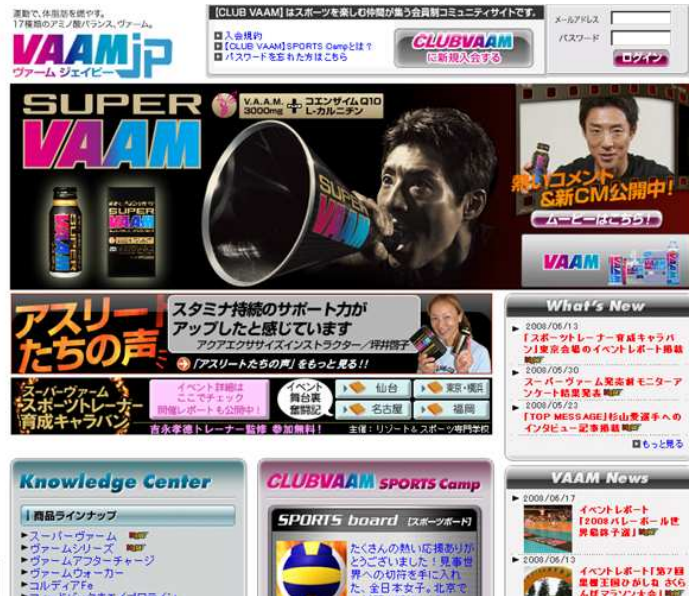 運動で、体脂肪を燃やす。
17種類のアミノ酸バランス、ヴァーム。
VAAMjp
ヴァーム ジェイピー
【CLUB VAAM】はスポーツを楽しむ仲間が集う会員制コミュニティサイトです。
入会規約
【CLUB VAAM】SPORTS Campとは?
パスワードを忘れた方はこちら
CLUBVAAM
に新規入会する
メールアドレス
パスワード
ログイン
SUPER
VAAM
V.A.A.M.
3000mg
+
コエンザイムQ10
L-カルニチン
SUPER
VAAM
熱いコメント
&新CM公開中!
ムービーはこちら!
VAAM
アスリート
たちの声
スタミナ持続のサポート力が
アップしたと感じています
アクアエクササイズインストラクター/坪井啓子
「アスリートたちの声」をもっと見る!!
スーパーヴァーム
スポーツトレーナー
育成キャラバン
イベント詳細は
ここでチェック
開催レポートも公開中!
イベント
舞台裏
奮闘記
仙台
東京・横浜
名古屋
福岡
吉永孝徳トレーナー監修 参加無料!
主催:リゾート&スポーツ専門学校
What's New
2008/06/13
「スポーツトレーナー育成キャラバ
ン」東京会場のイベントレポート掲載
2008/05/30
スーパーヴァーム発売前モニターア
ンケート結果発表
2008/05/23
「TOP MESSAGE」杉山愛選手への
インタビュー記事掲載
もっと見る
Knowledge Center
商品ラインナップ
スーパーヴァーム
ヴァームシリーズ
ヴァームアフターチャージ
ヴァームウォーカー
コルディアFe
CLUBVAAM SPORTS Camp
SPORTS board [スポーツボード]
たくさんの熱い応援ありが
とうございました!見事世
界への切符を手に入れ
た、全日本女子。北京で
VAAM News
2008/06/17
イベントレポート
「2008バレーボール世
界最終予選」
2008/06/13
イベントレポート「第7回
果樹王国ひがしね さくら
んぼマラソン大会」